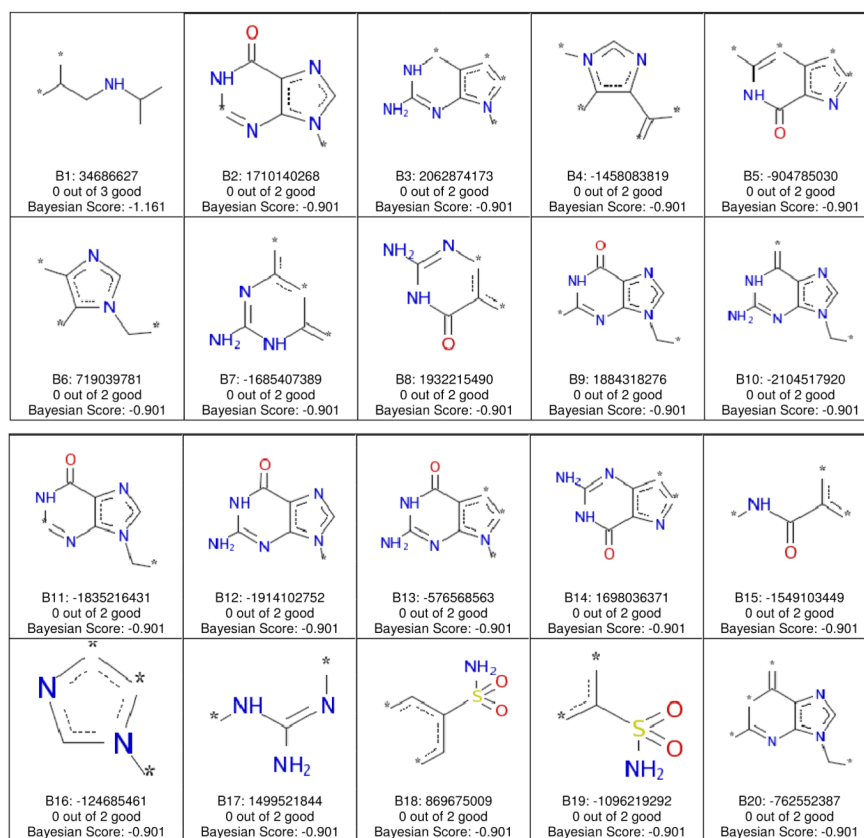 B1: 34686627
0 out of 3 good
Bayesian Score: -1.161
B2: 1710140268
0 out of 2 good
Bayesian Score: -0.901
B3: 2062874173
0 out of 2 good
Bayesian Score: -0.901
B4: -1458083819
0 out of 2 good
Bayesian Score: -0.901
B5: -904785030
0 out of 2 good
Bayesian Score: -0.901
B6: 719039781
0 out of 2 good
Bayesian Score: -0.901
B7: -1685407389
0 out of 2 good
Bayesian Score: -0.901
B8: 1932215490
0 out of 2 good
Bayesian Score: -0.901
B9: 1884318276
0 out of 2 good
Bayesian Score: -0.901
B10: -2104517920
0 out of 2 good
Bayesian Score: -0.901
B11: -1835216431
0 out of 2 good
Bayesian Score: -0.901
B12: -1914102752
0 out of 2 good
Bayesian Score: -0.901
B13: -576568563
0 out of 2 good
Bayesian Score: -0.901
B14: 1698036371
0 out of 2 good
Bayesian Score: -0.901
B15: -1549103449
0 out of 2 good
Bayesian Score: -0.901
B16: -124685461
0 out of 2 good
Bayesian Score: -0.901
B17: 1499521844
0 out of 2 good
Bayesian Score: -0.901
B18: 869675009
0 out of 2 good
Bayesian Score: -0.901
B19: -1096219292
0 out of 2 good
Bayesian Score: -0.901
B20: -762552387
0 out of 2 good
Bayesian Score: -0.901